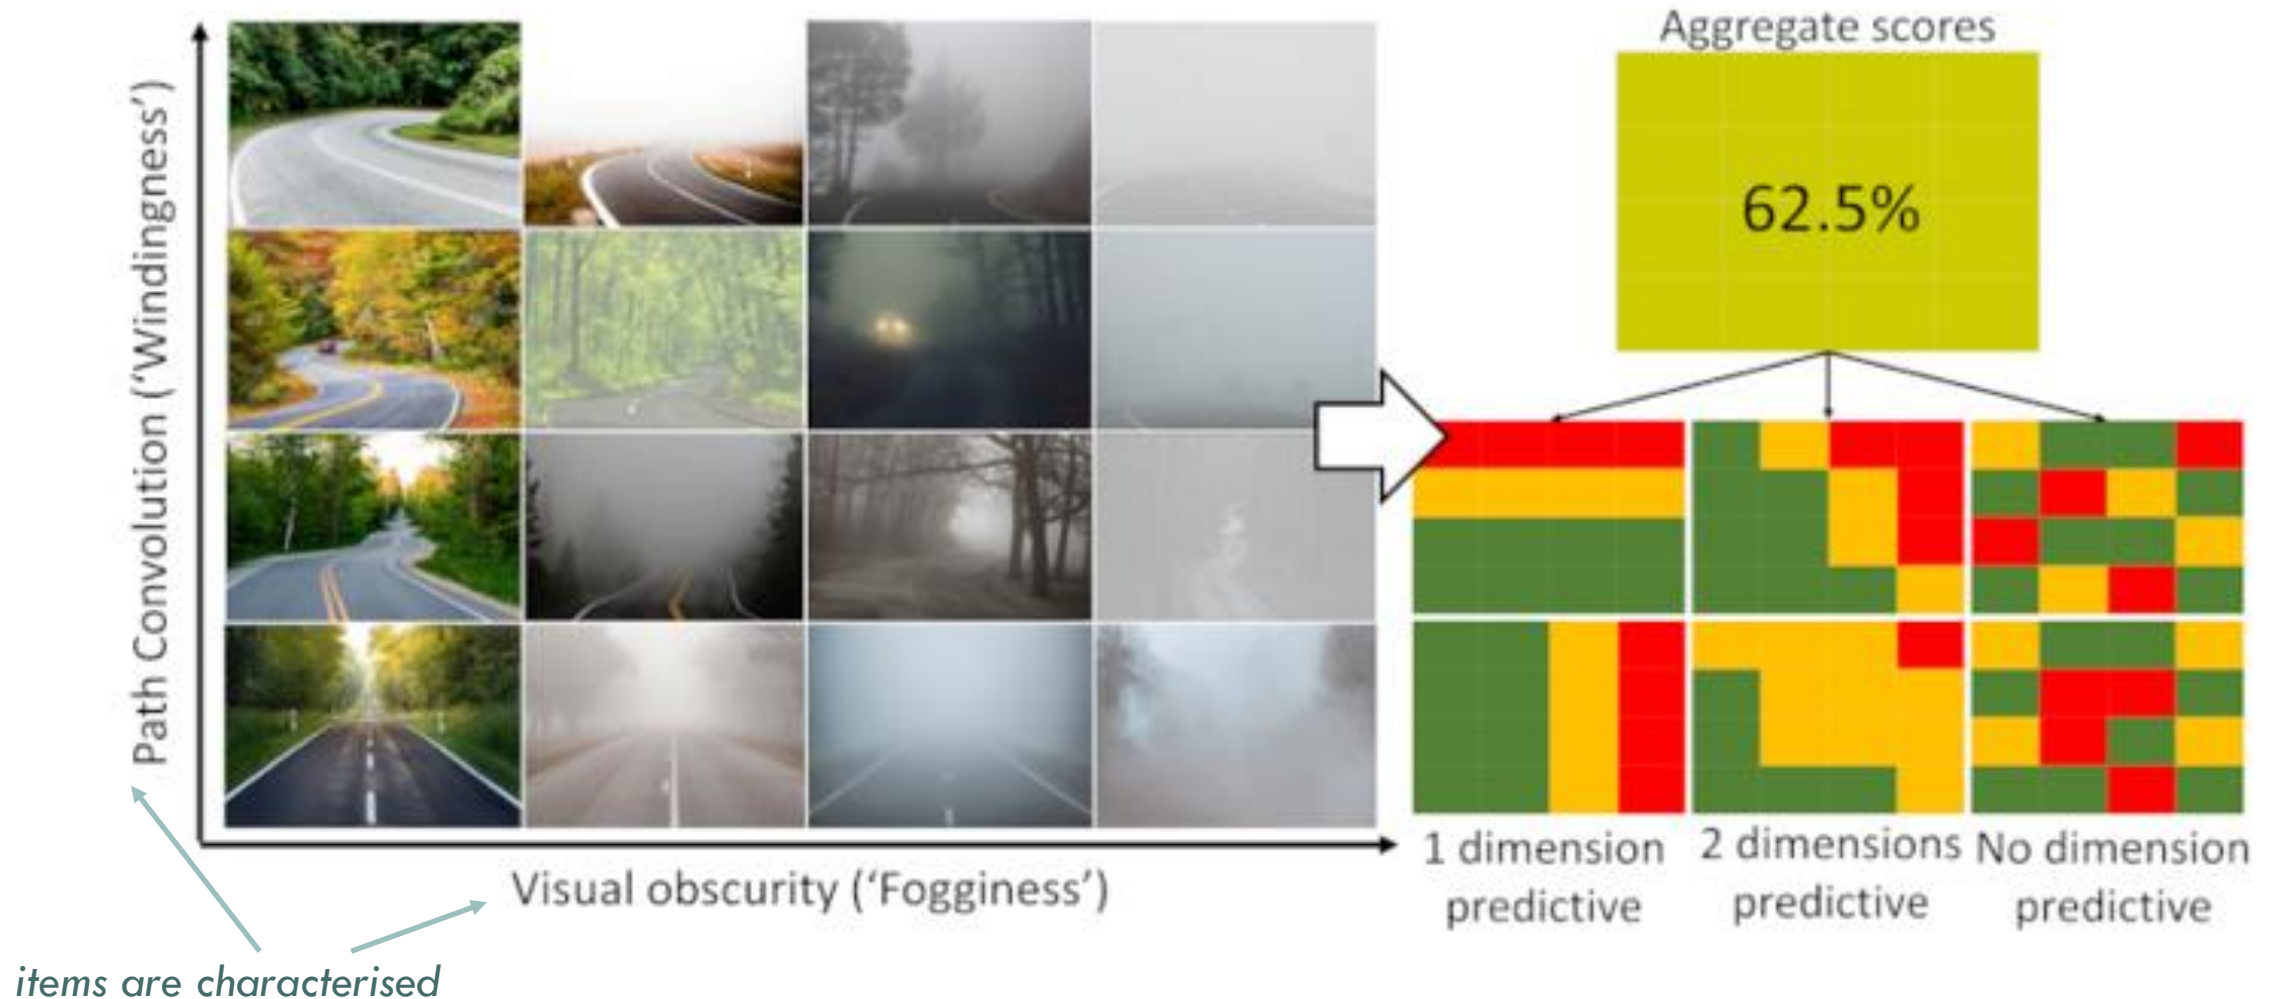 Path Convolution ('Windingness')
Visual obscurity ('Fogginess')
items are characterised
Aggregate scores
62.5%
1 dimension
predictive
2 dimensions
predictive
No dimension
predictive